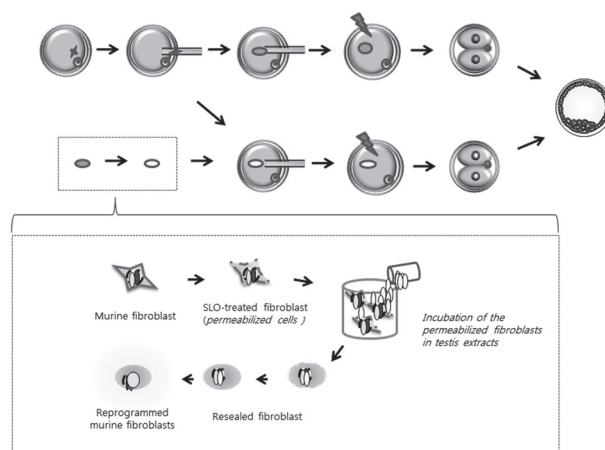 Murine fibroblast
SLO-treated fibroblast
(permeabilized cells )
Incubation of the
permeabilized fibroblasts
in testis extracts
Reprogrammed
murine fibroblasts
Resealed fibroblast